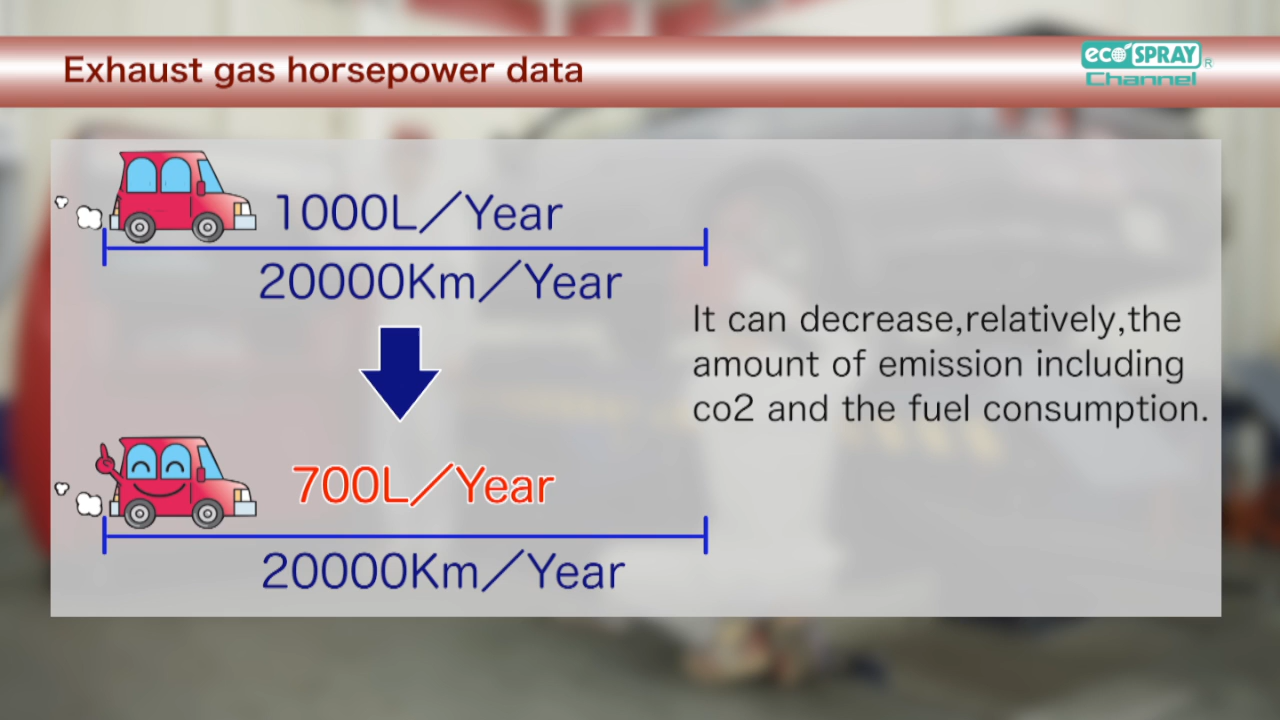 Exhaust gas horsepower data
eco SPRAY ®
Channel
1000L／Year
20000Km／Year
It can decrease,relatively,the
amount of emission including
co2 and the fuel consumption.
700L／Year
20000Km／Year